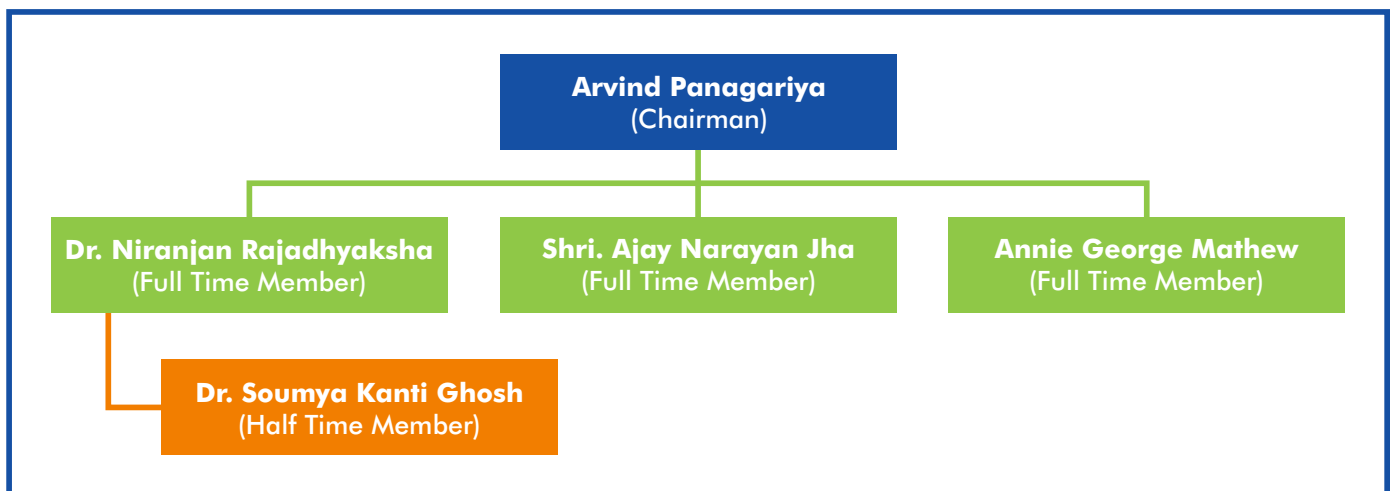 Arvind Panagariya
(Chairman)
Dr. Niranjan Rajadhyaksha
(Full Time Member)
Shri. Ajay Narayan Jha
(Full Time Member)
Annie George Mathew
(Full Time Member)
Dr. Soumya Kanti Ghosh
(Half Time Member)